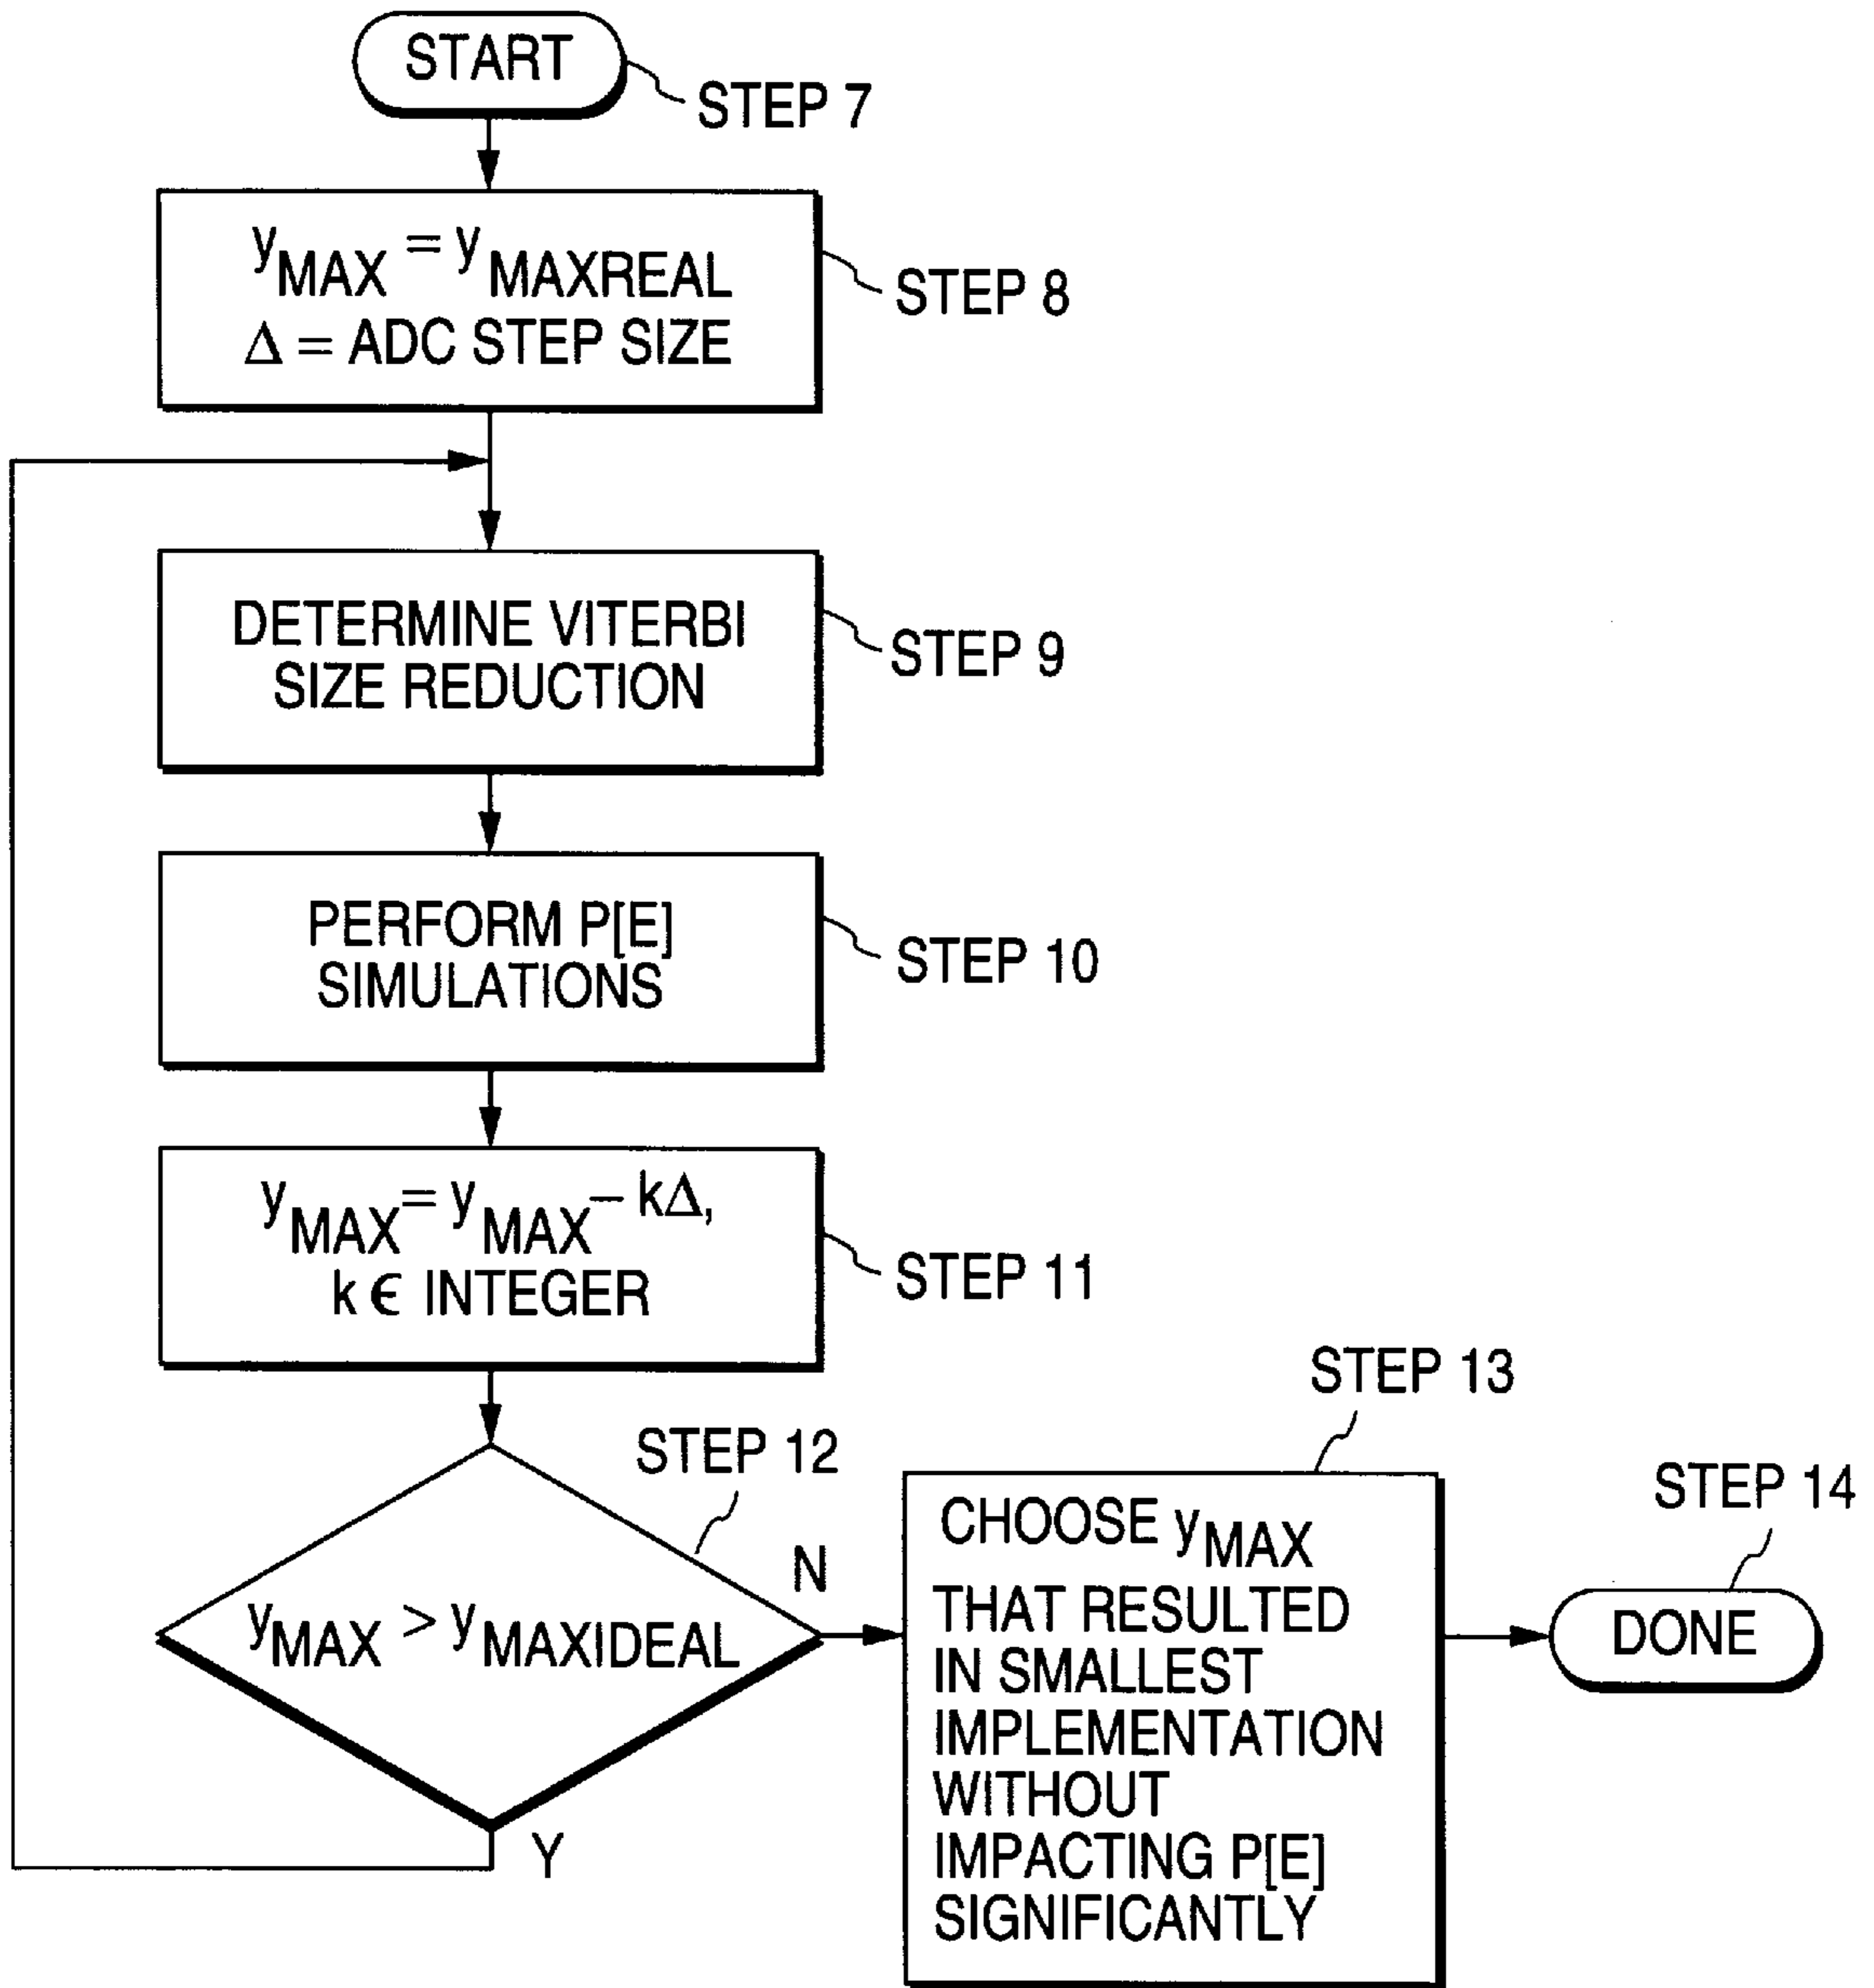 START
STEP 7
yMAX = yMAXREAL
Δ = ADC STEP SIZE
STEP 8
DETERMINE VITERBI
SIZE REDUCTION
STEP 9
PERFORM P[E]
SIMULATIONS
STEP 10
yMAX = yMAX − kΔ,
k ϵ INTEGER
STEP 11
STEP 12
yMAX > yMAXIDEAL
N
Y
STEP 13
CHOOSE yMAX
THAT RESULTED
IN SMALLEST
IMPLEMENTATION
WITHOUT
IMPACTING P[E]
SIGNIFICANTLY
STEP 14
DONE